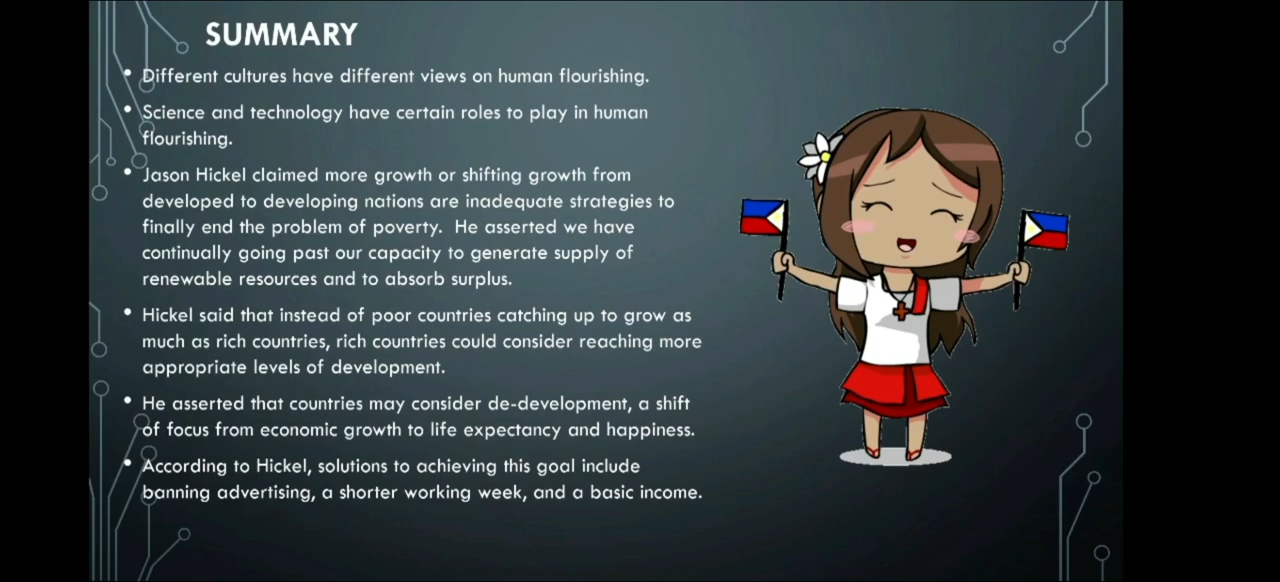 SUMMARY
• Different cultures have different views on human flourishing.
• Science and technology have certain roles to play in human
flourishing.
• Jason Hickel claimed more growth or shifting growth from
developed to developing nations are inadequate strategies to
finally end the problem of poverty.  He asserted we have
continually going past our capacity to generate supply of
renewable resources and to absorb surplus.
• Hickel said that instead of poor countries catching up to grow as
much as rich countries, rich countries could consider reaching more
appropriate levels of development.
• He asserted that countries may consider de-development, a shift
of focus from economic growth to life expectancy and happiness.
• According to Hickel, solutions to achieving this goal include
banning advertising, a shorter working week, and a basic income.